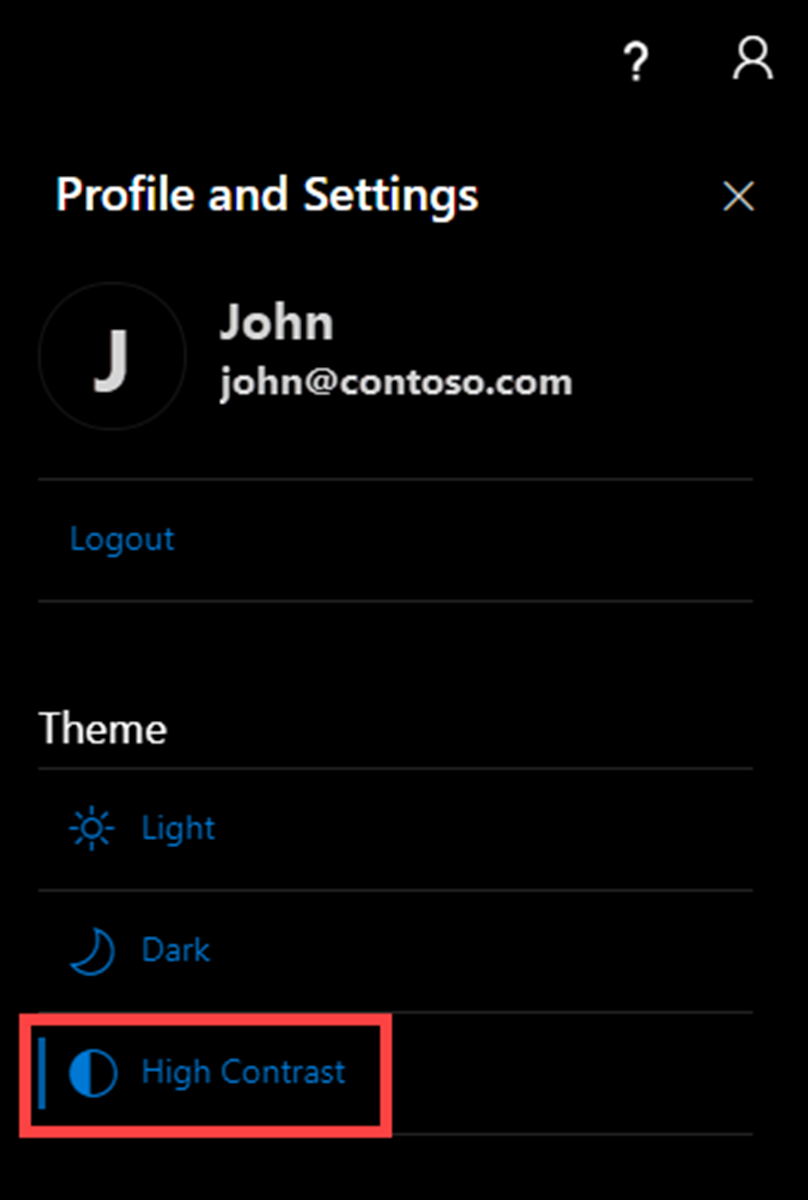 ?
Profile and Settings
J
John
john@contoso.com
Logout
Theme
Light
Dark
High Contrast